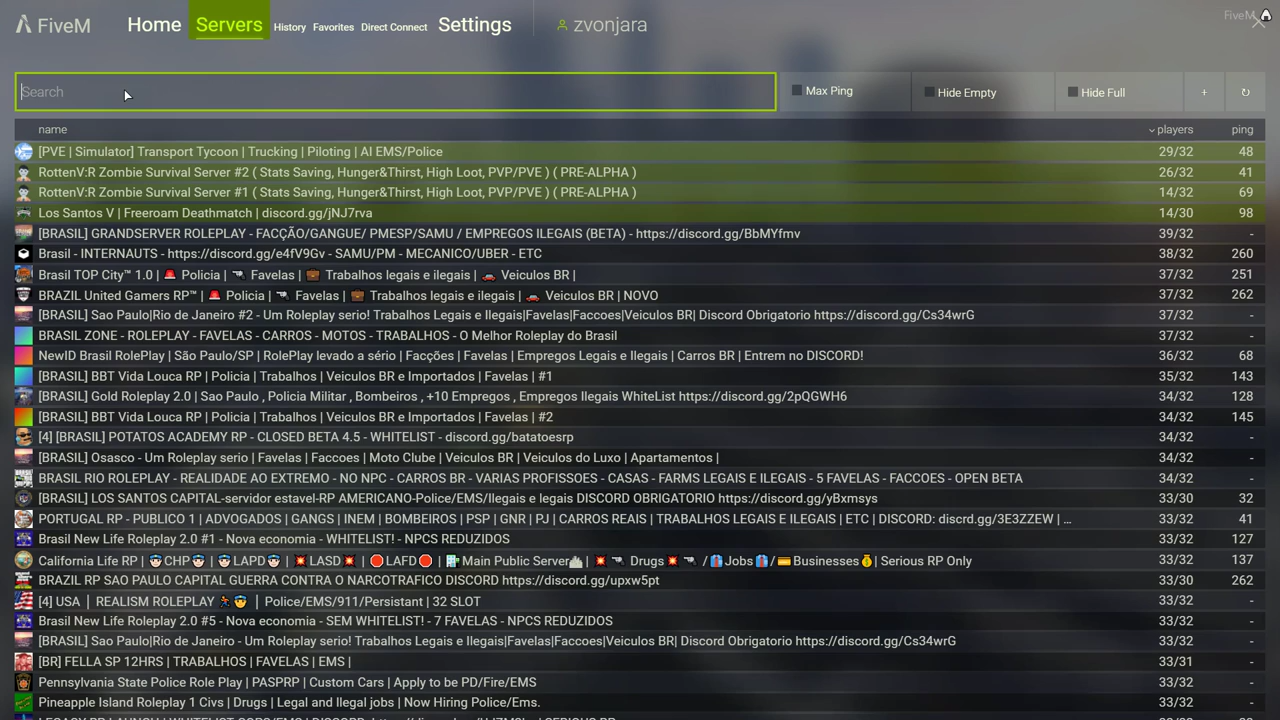 FiveM Home Servers History Favorites Direct Connect Settings zvonjara FiveM
Search Max Ping Hide Empty Hide Full +
name players ping
[PVE | Simulator] Transport Tycoon | Trucking | Piloting | AI EMS/Police 29/32 48
RottenV:R Zombie Survival Server #2 ( Stats Saving, Hunger&Thirst, High Loot, PVP/PVE ) ( PRE-ALPHA ) 26/32 41
RottenV:R Zombie Survival Server #1 ( Stats Saving, Hunger&Thirst, High Loot, PVP/PVE ) ( PRE-ALPHA ) 14/32 69
Los Santos V | Freeroam Deathmatch | discord.gg/jNJ7rva 14/30 98
[BRASIL] GRANDSERVER ROLEPLAY - FACÇÃO/GANGUE/ PMESP/SAMU / EMPREGOS ILEGAIS (BETA) - https://discord.gg/BbMYfmv 39/32 -
Brasil - INTERNAUTS - https://discord.gg/e4fV9Gv - SAMU/PM - MECANICO/UBER - ETC 38/32 260
Brasil TOP City™ 1.0 | 🚨 Policia | 🔫 Favelas | 💼 Trabalhos legais e ilegais | 🚗 Veiculos BR | 37/32 251
BRAZIL United Gamers RP™ | 🚨 Policia | 🔫 Favelas | 💼 Trabalhos legais e ilegais | 🚗 Veiculos BR | NOVO 37/32 262
[BRASIL] Sao Paulo|Rio de Janeiro #2 - Um Roleplay serio! Trabalhos Legais e Ilegais|Favelas|Faccoes|Veiculos BR| Discord Obrigatorio https://discord.gg/Cs34wrG 37/32 -
BRASIL ZONE - ROLEPLAY - FAVELAS - CARROS - MOTOS - TRABALHOS - O Melhor Roleplay do Brasil 37/32 -
NewID Brasil RolePlay | São Paulo/SP | RolePlay levado a sério | Facções | Favelas | Empregos Legais e Ilegais | Carros BR | Entrem no DISCORD! 36/32 68
[BRASIL] BBT Vida Louca RP | Policia | Trabalhos | Veiculos BR e Importados | Favelas | #1 35/32 143
[BRASIL] Gold Roleplay 2.0 | Sao Paulo , Policia Militar , Bombeiros , +10 Empregos , Empregos Ilegais WhiteList https://discord.gg/2pQGWH6 34/32 128
[BRASIL] BBT Vida Louca RP | Policia | Trabalhos | Veiculos BR e Importados | Favelas | #2 34/32 145
[4] [BRASIL] POTATOS ACADEMY RP - CLOSED BETA 4.5 - WHITELIST - discord.gg/batatoesrp 34/32 -
[BRASIL] Osasco - Um Roleplay serio | Favelas | Faccoes | Moto Clube | Veiculos BR | Veiculos do Luxo | Apartamentos | 34/32 -
BRASIL RIO ROLEPLAY - REALIDADE AO EXTREMO - NO NPC - CARROS BR - VARIAS PROFISSOES - CASAS - FARMS LEGAIS E ILEGAIS - 5 FAVELAS - FACCOES - OPEN BETA 34/32 -
[BRASIL] LOS SANTOS CAPITAL-servidor estavel-RP AMERICANO-Police/EMS/Ilegais e legais DISCORD OBRIGATORIO https://discord.gg/yBxmsys 33/30 32
PORTUGAL RP - PUBLICO 1 | ADVOGADOS | GANGS | INEM | BOMBEIROS | PSP | GNR | PJ | CARROS REAIS | TRABALHOS LEGAIS E ILEGAIS | ETC | DISCORD: discrd.gg/3E3ZZEW | ... 33/32 41
Brasil New Life Roleplay 2.0 #1 - Nova economia - WHITELIST! - NPCS REDUZIDOS 33/32 127
California Life RP | 👮CHP👮 | 👮LAPD👮 | 💥LASD💥 | 🛑LAFD🛑 | 🏢Main Public Server🏙 | 💥 🔫 Drugs💥 🔫 /👔Jobs👔/💳Businesses💰| Serious RP Only 33/32 137
BRAZIL RP SAO PAULO CAPITAL GUERRA CONTRA O NARCOTRAFICO DISCORD https://discord.gg/upxw5pt 33/30 262
[4] USA | REALISM ROLEPLAY 🏃👮 | Police/EMS/911/Persistant | 32 SLOT 33/32 -
Brasil New Life Roleplay 2.0 #5 - Nova economia - SEM WHITELIST! - 7 FAVELAS - NPCS REDUZIDOS 33/32 -
[BRASIL] Sao Paulo|Rio de Janeiro - Um Roleplay serio! Trabalhos Legais e Ilegais|Favelas|Faccoes|Veiculos BR| Discord Obrigatorio https://discord.gg/Cs34wrG 33/32 -
[BR] FELLA SP 12HRS | TRABALHOS | FAVELAS | EMS | 33/31 -
Pennsylvania State Police Role Play | PASPRP | Custom Cars | Apply to be PD/Fire/EMS 33/32 -
Pineapple Island Roleplay 1 Civs | Drugs | Legal and Ilegal jobs | Now Hiring Police/Ems. 33/32 -